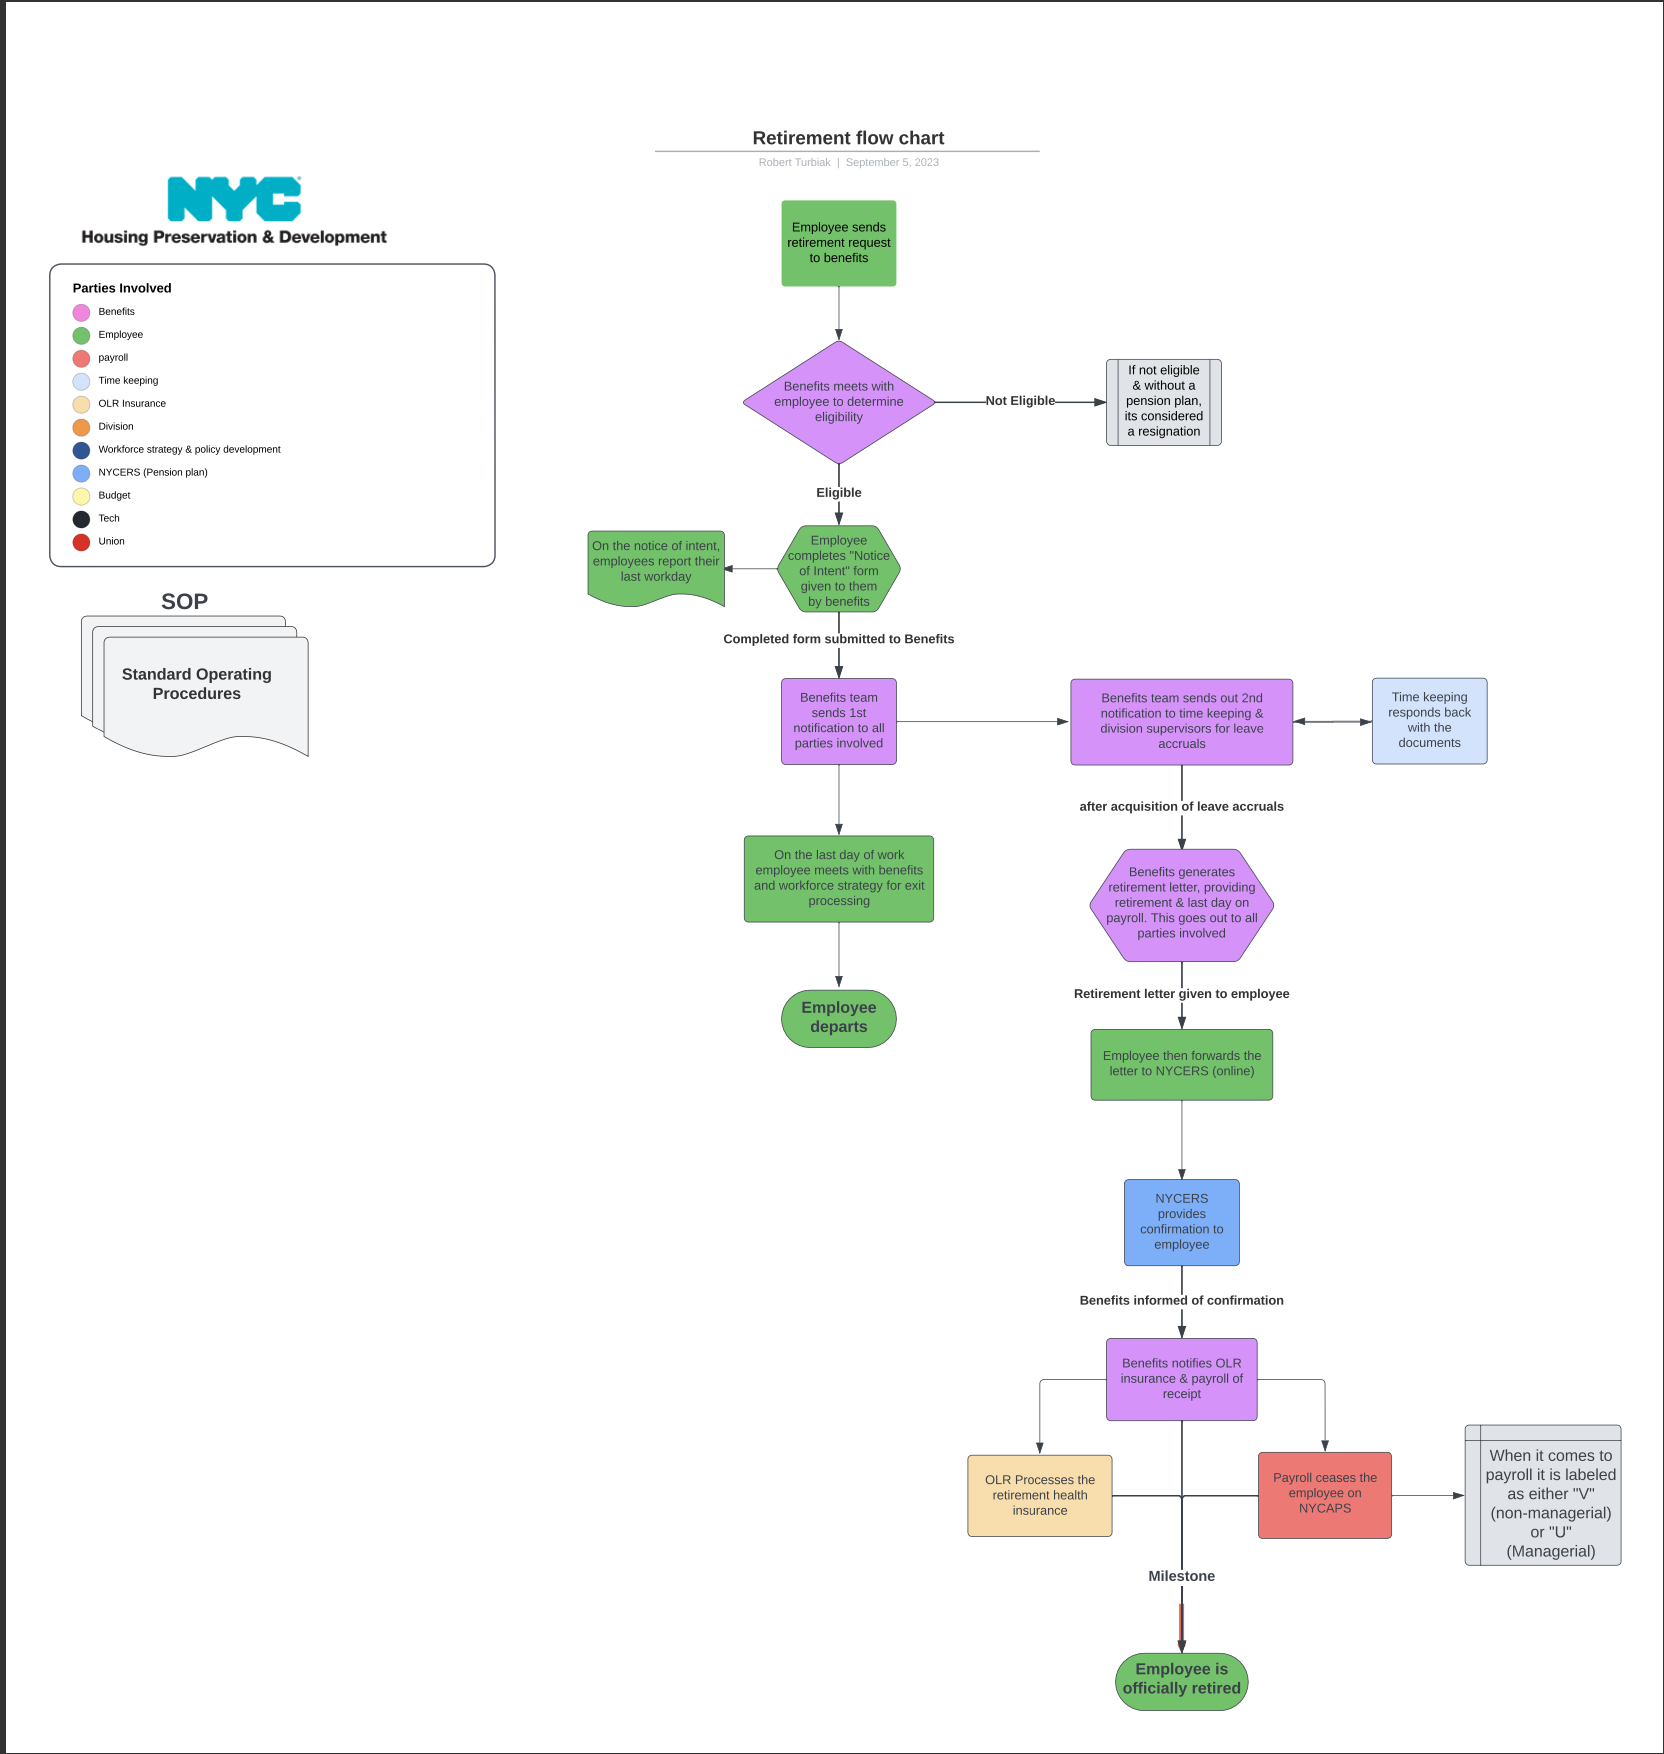 Retirement flow chart
Robert Turbiak | September 5, 2023
NYC
Housing Preservation & Development
Parties Involved
Benefits
Employee
payroll
Time keeping
OLR Insurance
Division
Workforce strategy & policy development
NYCERS (Pension plan)
Budget
Tech
Union
SOP
Standard Operating
Procedures
Employee sends
retirement request
to benefits
Benefits meets with
employee to determine
eligibility
Not Eligible
If not eligible
& without a
pension plan,
its considered
a resignation
Eligible
Employee
completes "Notice
of Intent" form
given to them
by benefits
On the notice of intent,
employees report their
last workday
Completed form submitted to Benefits
Benefits team
sends 1st
notification to all
parties involved
Benefits team sends out 2nd
notification to time keeping &
division supervisors for leave
accruals
Time keeping
responds back
with the
documents
On the last day of work
employee meets with benefits
and workforce strategy for exit
processing
Employee
departs
after acquisition of leave accruals
Benefits generates
retirement letter, providing
retirement & last day on
payroll. This goes out to all
parties involved
Retirement letter given to employee
Employee then forwards the
letter to NYCERS (online)
NYCERS
provides
confirmation to
employee
Benefits informed of confirmation
Benefits notifies OLR
insurance & payroll of
receipt
OLR Processes the
retirement health
insurance
Payroll ceases the
employee on
NYCAPS
When it comes to
payroll it is labeled
as either "V"
(non-managerial)
or "U"
(Managerial)
Milestone
Employee is
officially retired